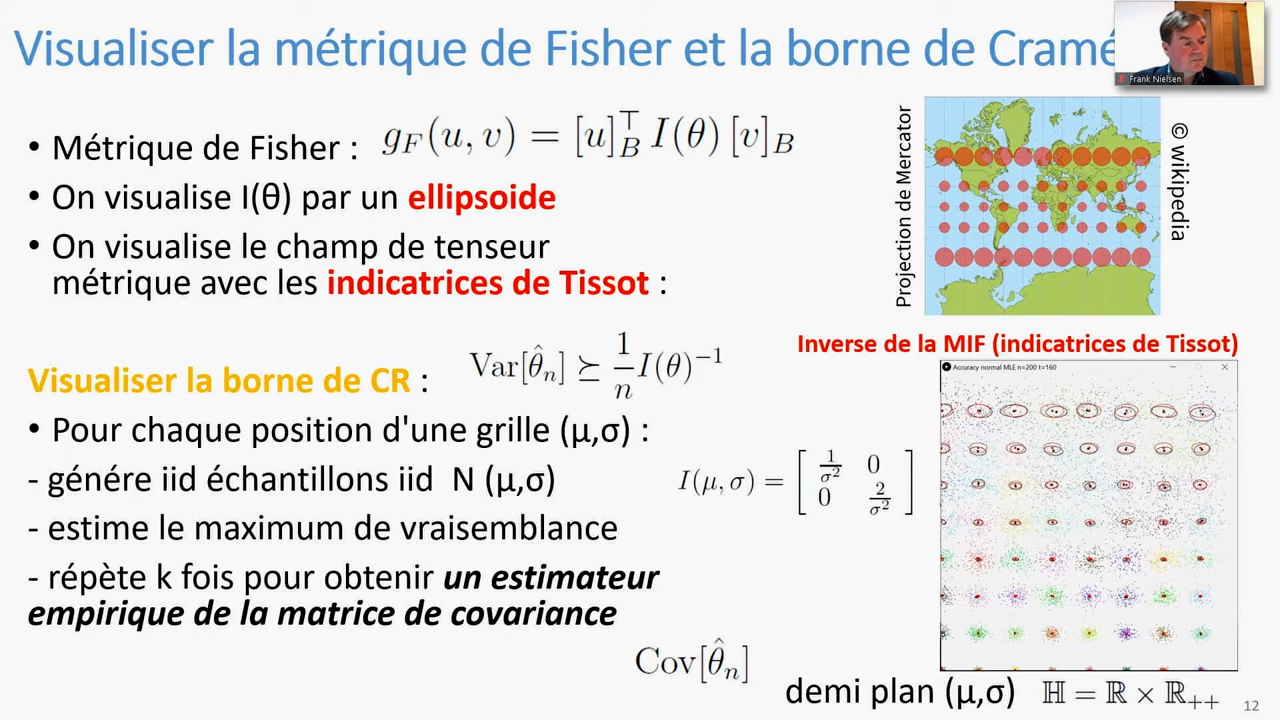 Visualiser la métrique de Fisher et la borne de Cramé
Frank Nielsen
• Métrique de Fisher : g_F(u, v) = [u]_B^⊤ I(θ) [v]_B
• On visualise I(θ) par un ellipsoide
• On visualise le champ de tenseur
métrique avec les indicatrices de Tissot :
Projection de Mercator
© wikipedia
Visualiser la borne de CR : Var[θ̂_n] ⪰ 1/n I(θ)^{-1}
• Pour chaque position d'une grille (μ,σ) :
- génére iid échantillons iid N (μ,σ)
- estime le maximum de vraisemblance
- répète k fois pour obtenir un estimateur
empirique de la matrice de covariance
Cov[θ̂_n]
Inverse de la MIF (indicatrices de Tissot)
Accuracy normal MLE n=200 t=160
I(μ, σ) = [ 1/σ² 0
0 2/σ² ]
demi plan (μ,σ) ℍ = ℝ × ℝ_{++}
12